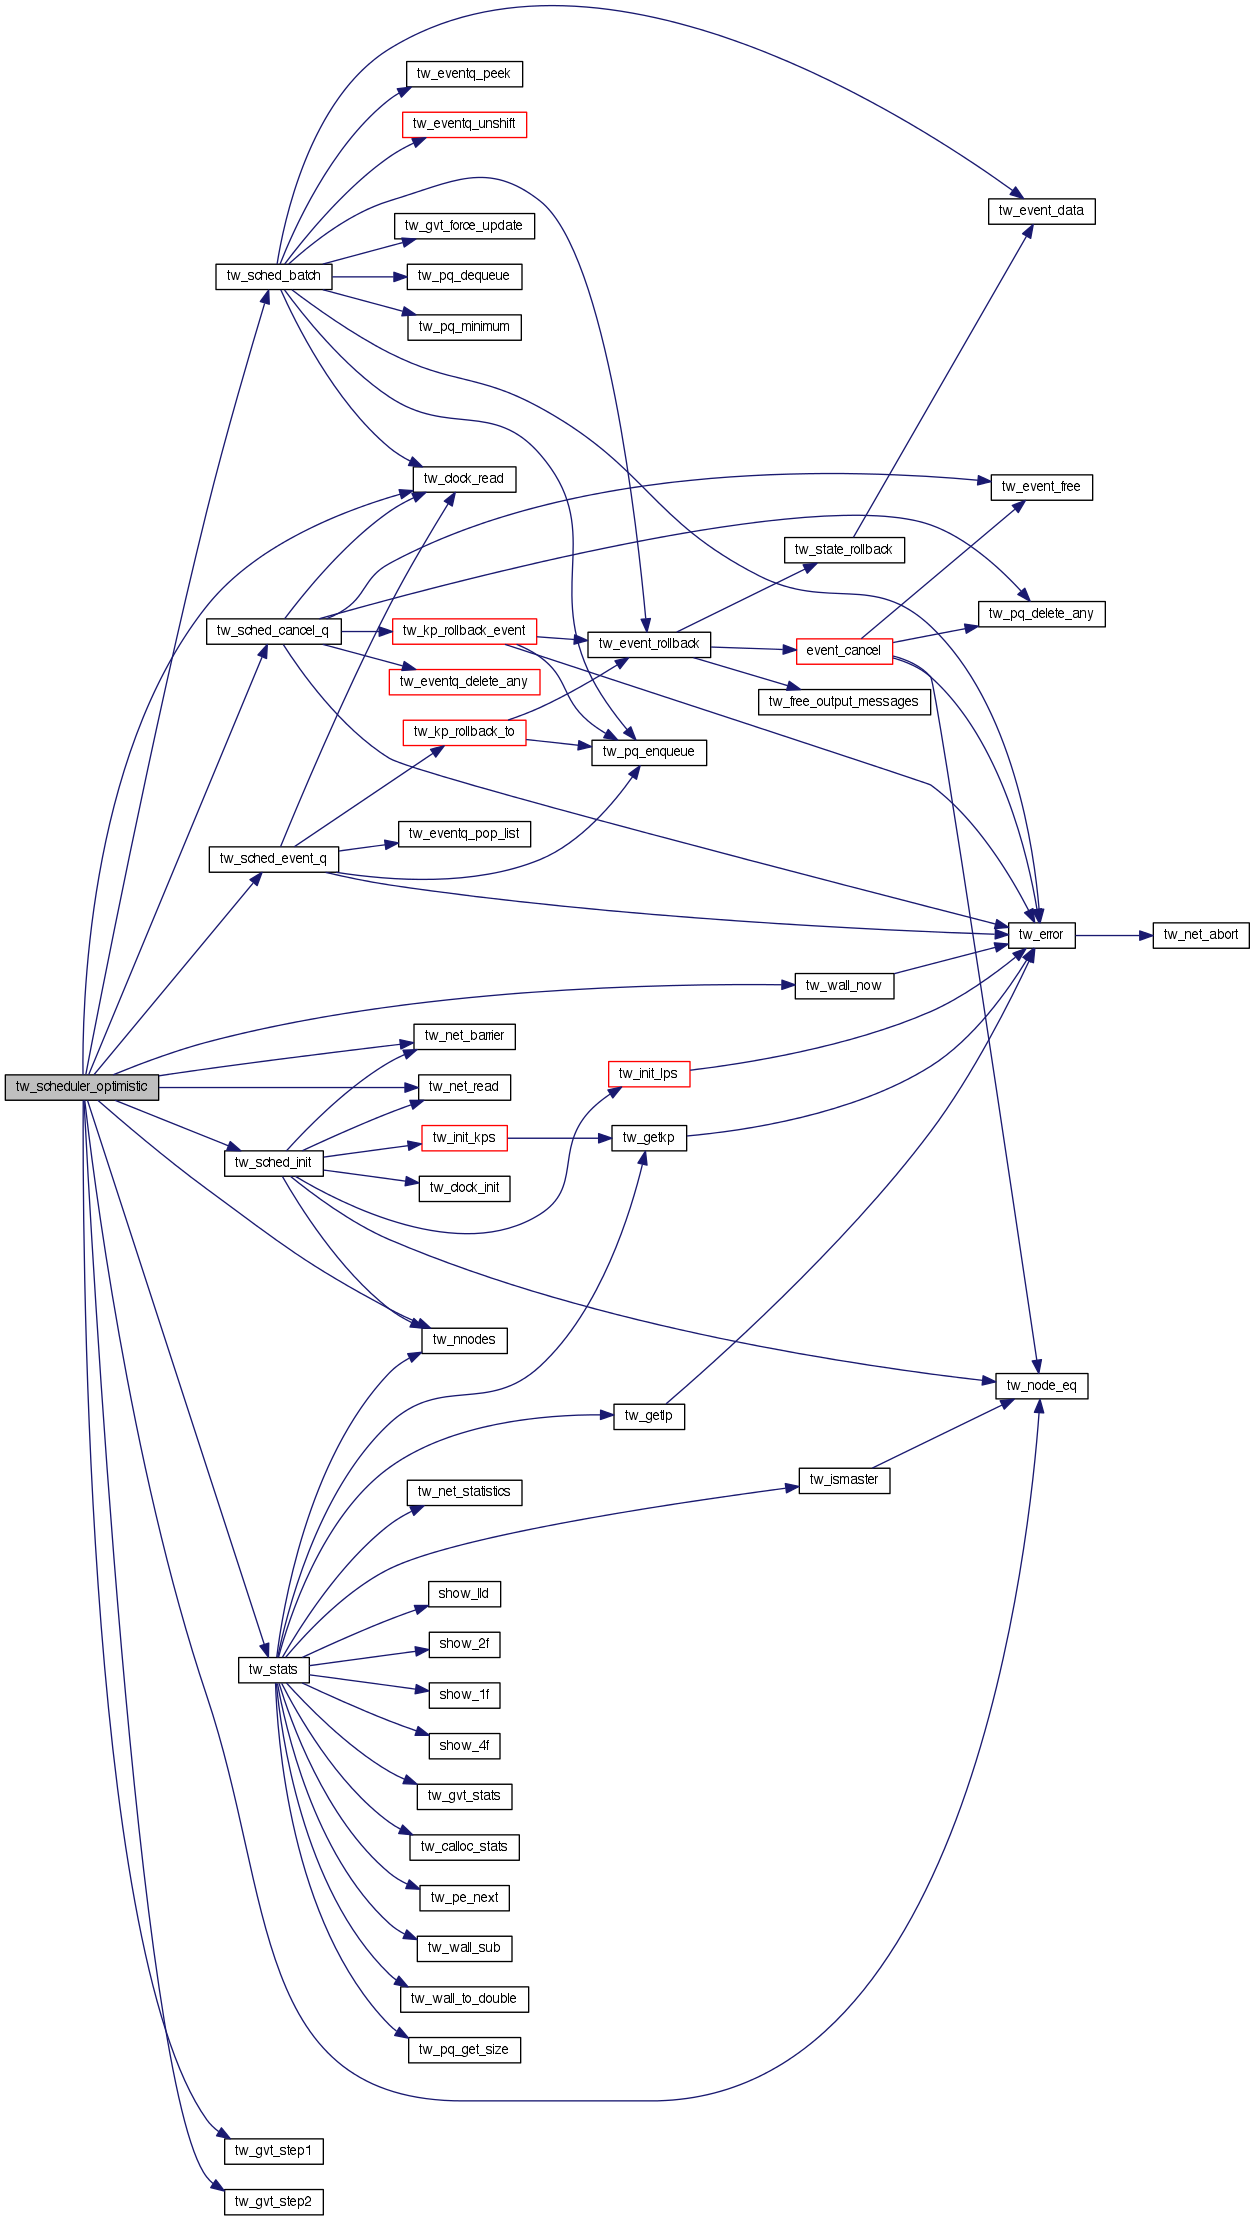 tw_eventq_peek
tw_eventq_unshift
tw_event_data
tw_gvt_force_update
tw_sched_batch
tw_pq_dequeue
tw_pq_minimum
tw_clock_read
tw_event_free
tw_state_rollback
tw_pq_delete_any
tw_sched_cancel_q
tw_kp_rollback_event
tw_event_rollback
event_cancel
tw_eventq_delete_any
tw_free_output_messages
tw_kp_rollback_to
tw_pq_enqueue
tw_eventq_pop_list
tw_sched_event_q
tw_error
tw_net_abort
tw_wall_now
tw_net_barrier
tw_init_lps
tw_scheduler_optimistic
tw_net_read
tw_init_kps
tw_getkp
tw_sched_init
tw_clock_init
tw_nnodes
tw_node_eq
tw_getlp
tw_ismaster
tw_net_statistics
show_lld
show_2f
tw_stats
show_1f
show_4f
tw_gvt_stats
tw_calloc_stats
tw_pe_next
tw_wall_sub
tw_wall_to_double
tw_pq_get_size
tw_gvt_step1
tw_gvt_step2